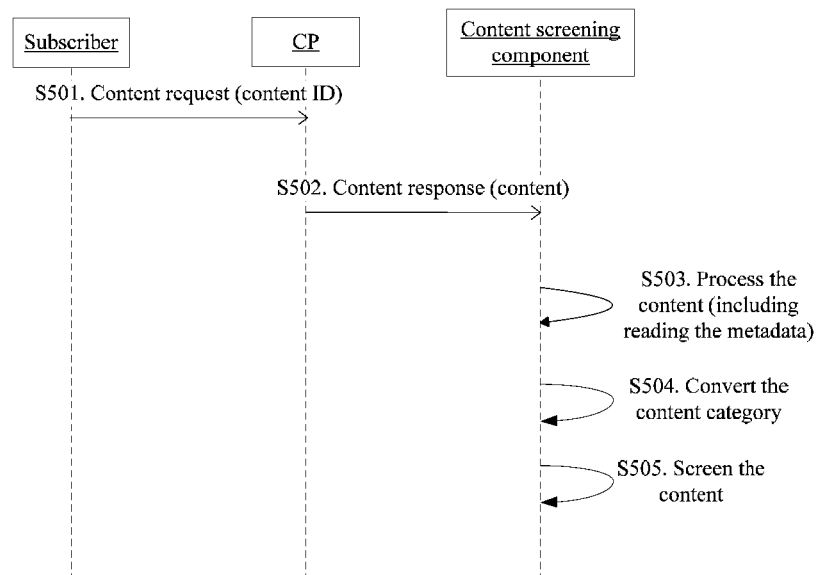 Subscriber
CP
Content screening
component
S501. Content request (content ID)
S502. Content response (content)
S503. Process the
content (including
reading the metadata)
S504. Convert the
content category
S505. Screen the
content